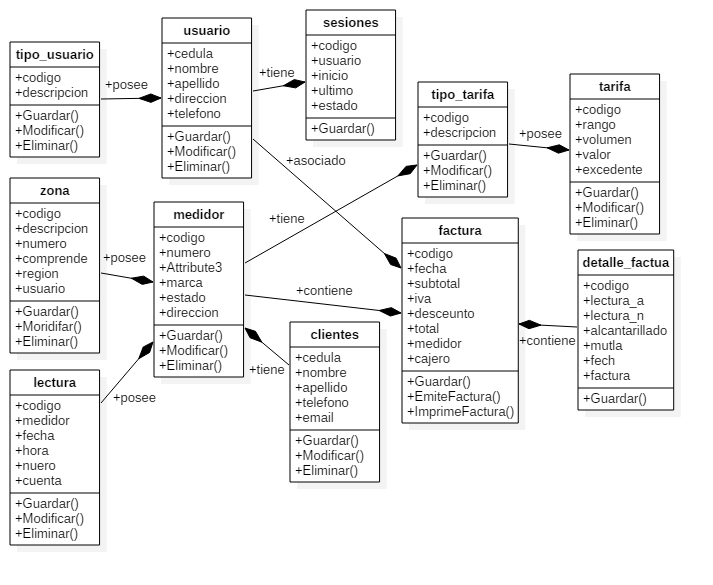 tipo_usuario
+codigo
+descripcion
+Guardar()
+Modificar()
+Eliminar()
+posee
usuario
+cedula
+nombre
+apellido
+direccion
+telefono
+Guardar()
+Modificar()
+Eliminar()
+tiene
sesiones
+codigo
+usuario
+inicio
+ultimo
+estado
+Guardar()
+asociado
tipo_tarifa
+codigo
+descripcion
+Guardar()
+Modificar()
+Eliminar()
+posee
tarifa
+codigo
+rango
+volumen
+valor
+excedente
+Guardar()
+Modificar()
+Eliminar()
zona
+codigo
+descripcion
+numero
+comprende
+region
+usuario
+Guardar()
+Moridifar()
+Eliminar()
+posee
medidor
+codigo
+numero
+Attribute3
+marca
+estado
+direccion
+Guardar()
+Modificar()
+Eliminar()
+tiene
+contiene
factura
+codigo
+fecha
+subtotal
+iva
+desceunto
+total
+medidor
+cajero
+Guardar()
+EmiteFactura()
+ImprimeFactura()
+contiene
detalle_factua
+codigo
+lectura_a
+lectura_n
+alcantarillado
+mutla
+fech
+factura
+Guardar()
lectura
+codigo
+medidor
+fecha
+hora
+nuero
+cuenta
+Guardar()
+Modificar()
+Eliminar()
+posee
+tiene
clientes
+cedula
+nombre
+apellido
+telefono
+email
+Guardar()
+Modificar()
+Eliminar()